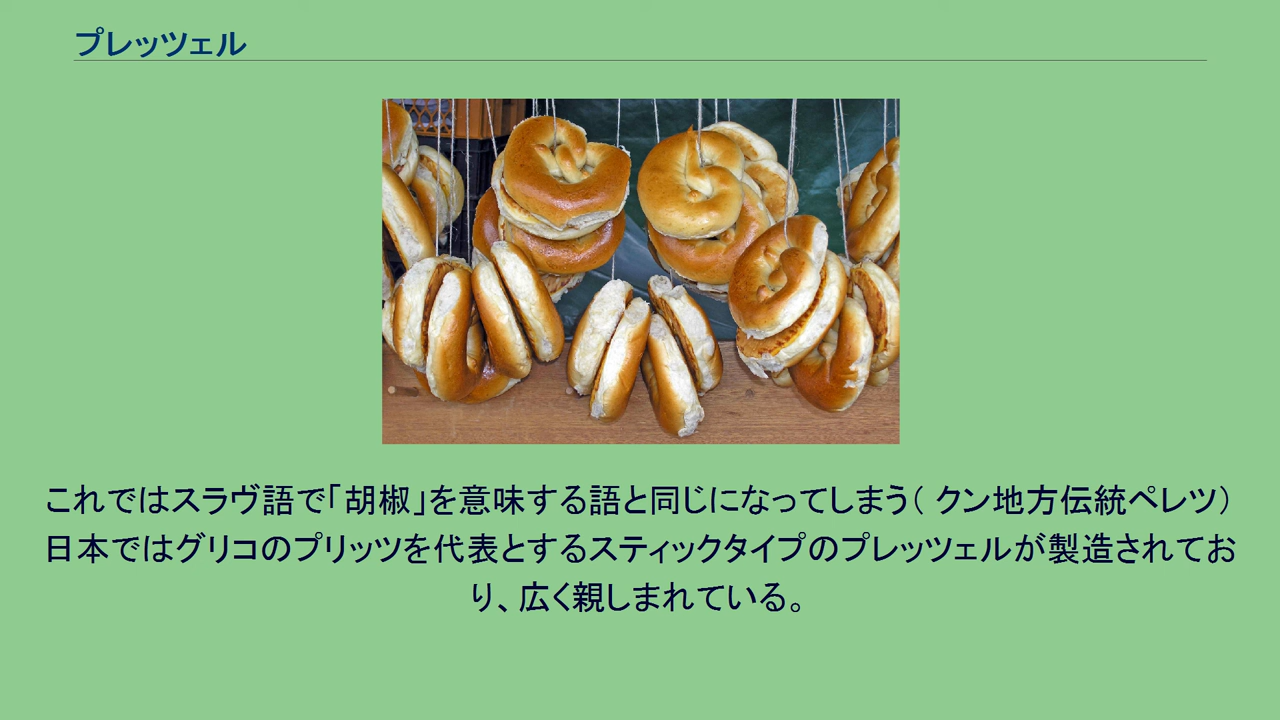 プレッツェル
これではスラヴ語で「胡椒」を意味する語と同じになってしまう( クン地方伝統ペレツ)
日本ではグリコのプリッツを代表とするスティックタイプのプレッツェルが製造されてお
り、広く親しまれている。